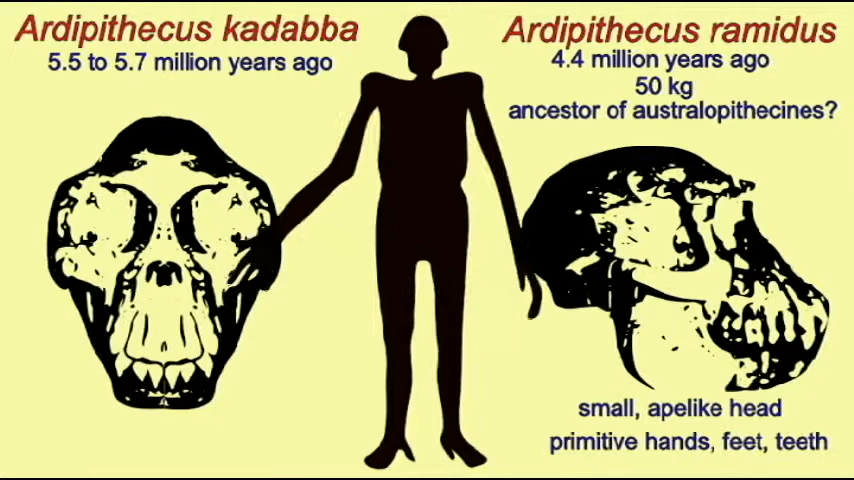 Ardipithecus kadabba
5.5 to 5.7 million years ago
Ardipithecus ramidus
4.4 million years ago
50 kg
ancestor of australopithecines?
small, apelike head
primitive hands, feet, teeth